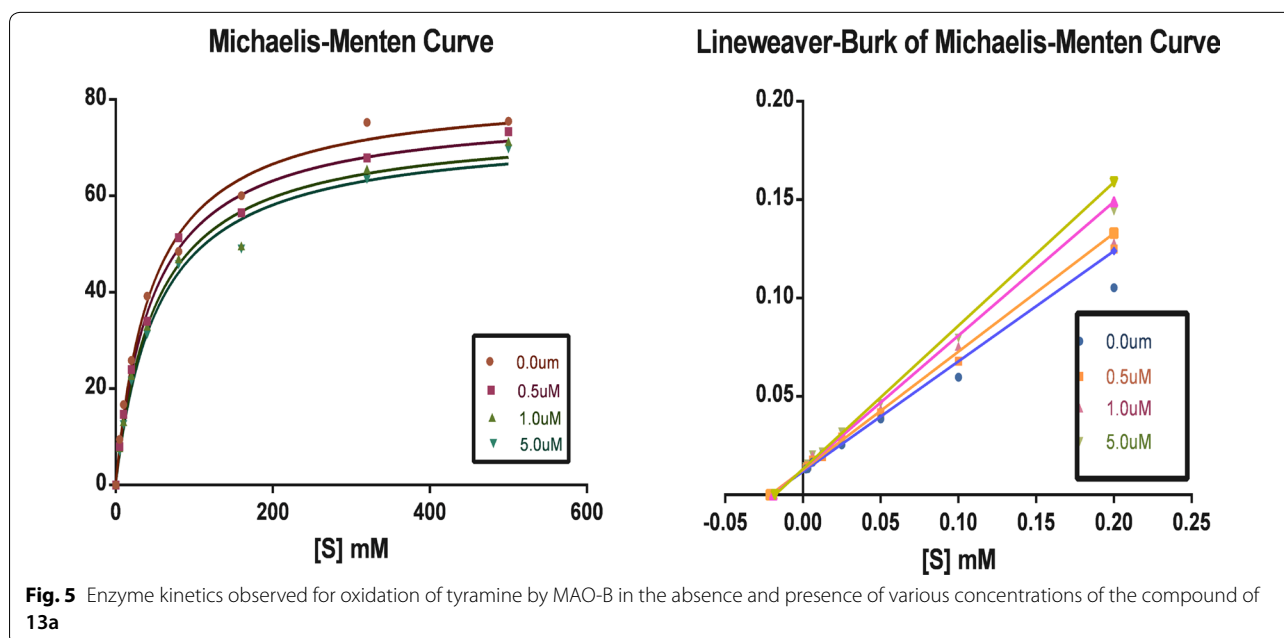 Michaelis-Menten Curve
80
60
40
20
0
0 200 400 600
[S] mM
0.0um
0.5uM
1.0uM
5.0uM
Lineweaver-Burk of Michaelis-Menten Curve
0.20
0.15
0.10
0.05
-0.05 0.00 0.05 0.10 0.15 0.20 0.25
[S] mM
0.0um
0.5uM
1.0uM
5.0uM
Fig. 5 Enzyme kinetics observed for oxidation of tyramine by MAO-B in the absence and presence of various concentrations of the compound of
13a